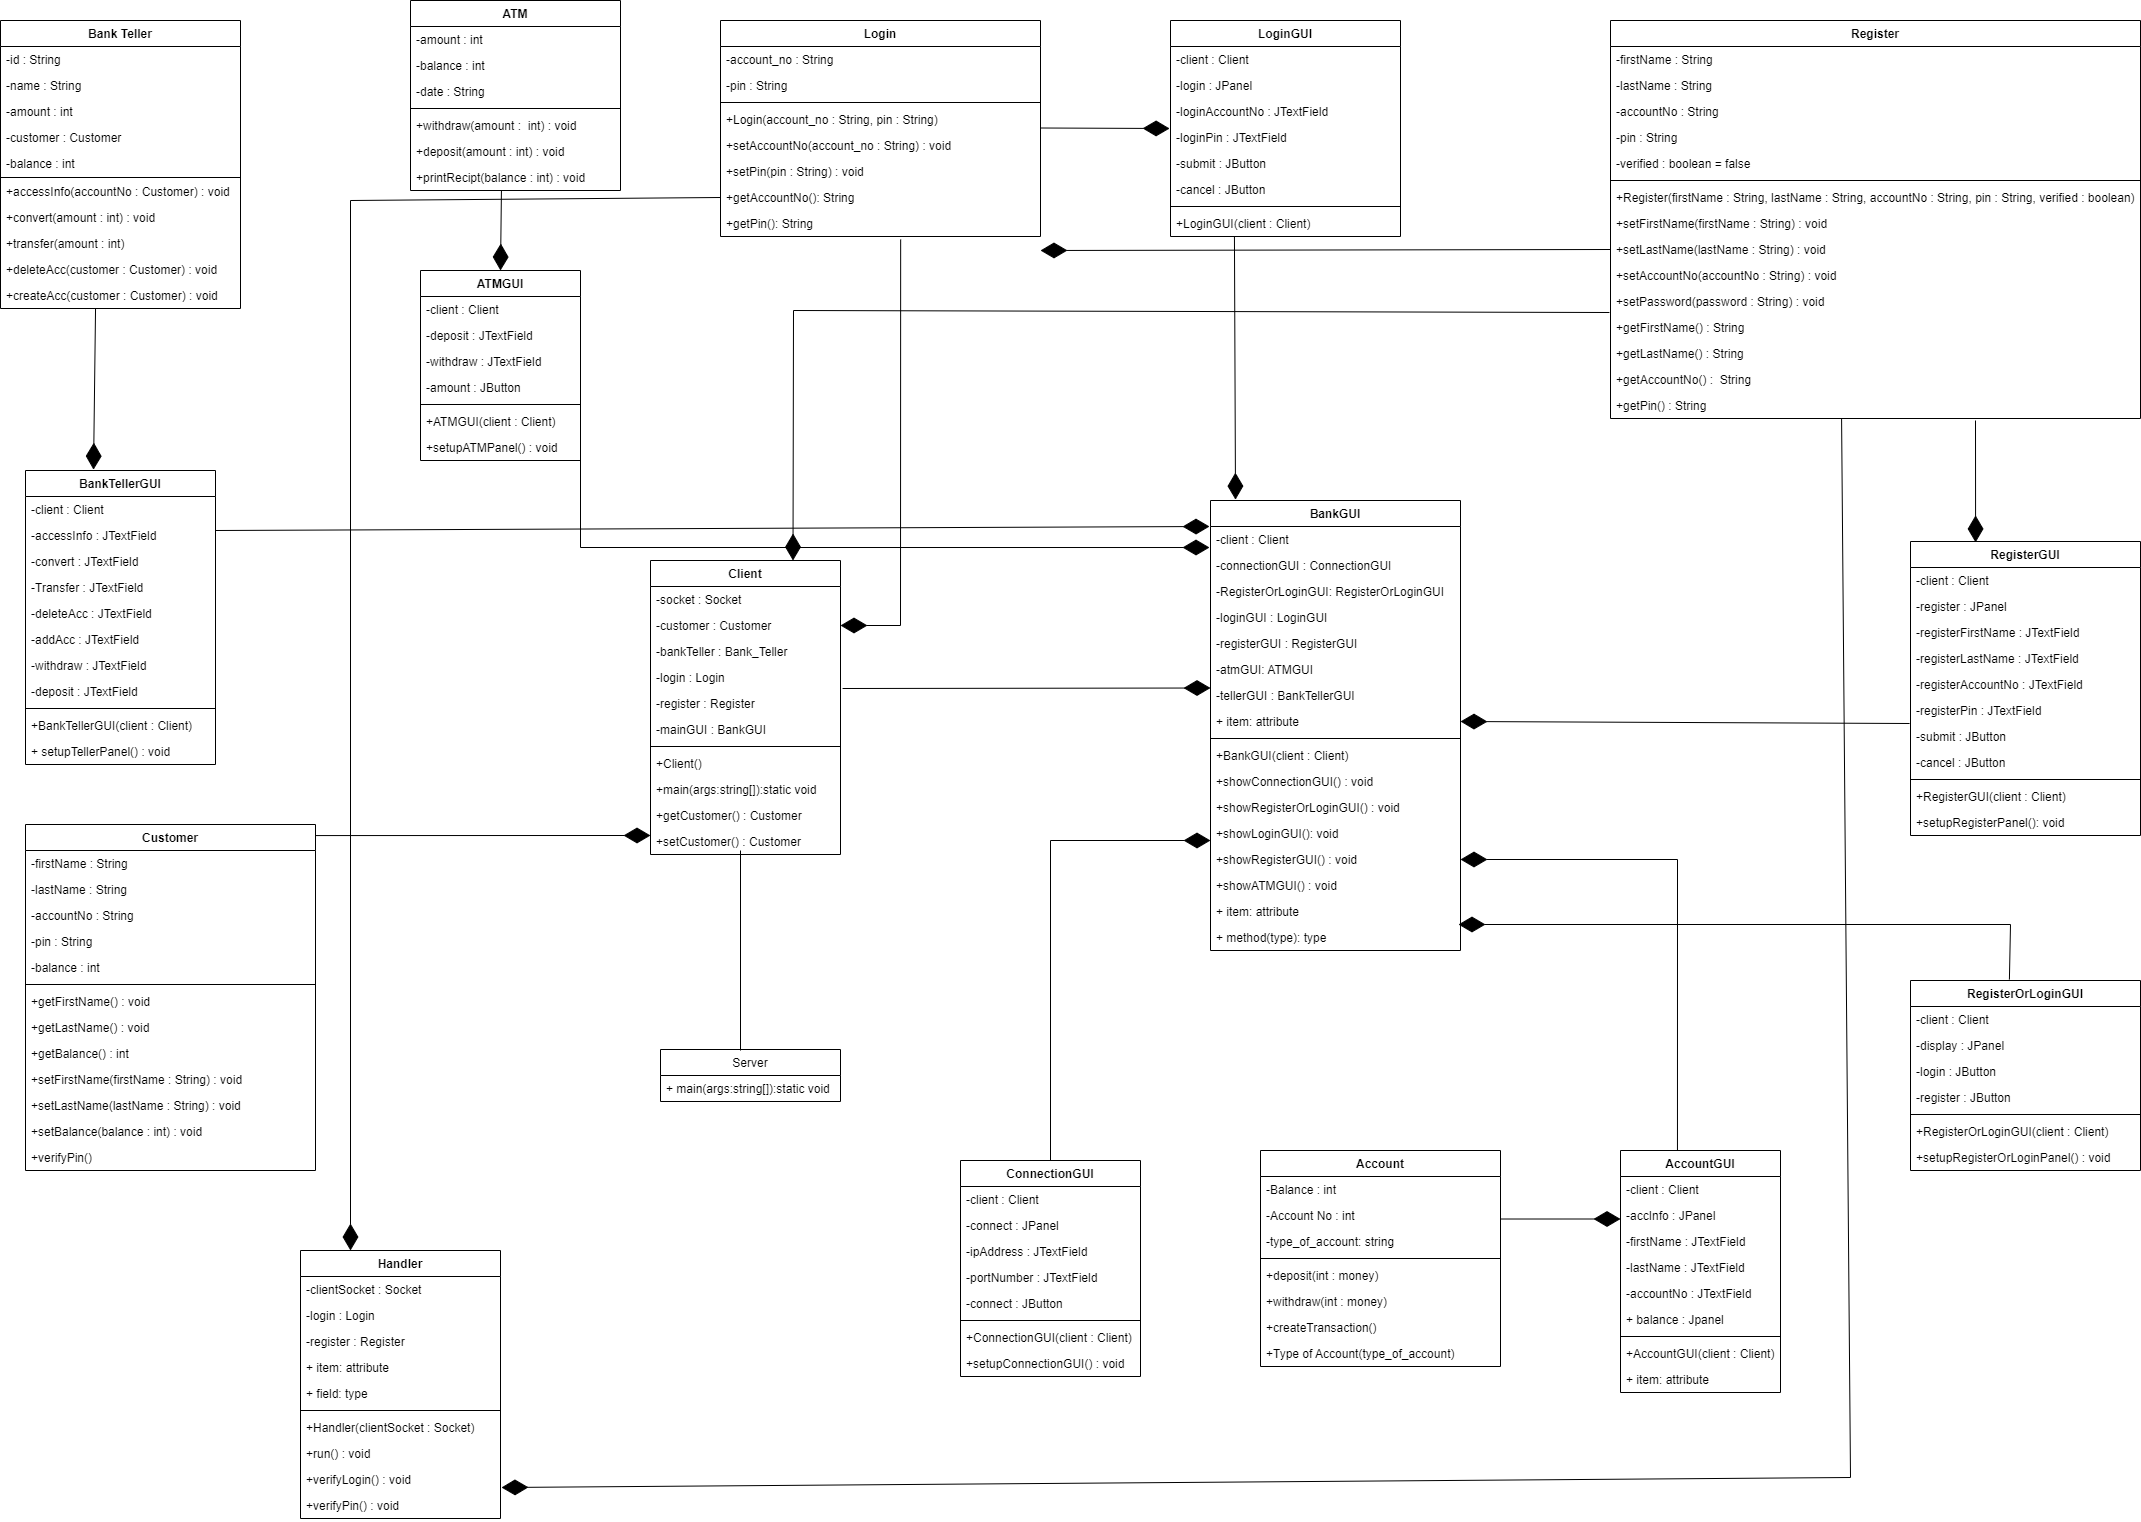 Bank Teller
-id : String
-name : String
-amount : int
-customer : Customer
-balance : int
+accessInfo(accountNo : Customer) : void
+convert(amount : int) : void
+transfer(amount : int)
+deleteAcc(customer : Customer) : void
+createAcc(customer : Customer) : void
ATM
-amount : int
-balance : int
-date : String
+withdraw(amount :  int) : void
+deposit(amount : int) : void
+printRecipt(balance : int) : void
Login
-account_no : String
-pin : String
+Login(account_no : String, pin : String)
+setAccountNo(account_no : String) : void
+setPin(pin : String) : void
+getAccountNo(): String
+getPin(): String
LoginGUI
-client : Client
-login : JPanel
-loginAccountNo : JTextField
-loginPin : JTextField
-submit : JButton
-cancel : JButton
+LoginGUI(client : Client)
Register
-firstName : String
-lastName : String
-accountNo : String
-pin : String
-verified : boolean = false
+Register(firstName : String, lastName : String, accountNo : String, pin : String, verified : boolean)
+setFirstName(firstName : String) : void
+setLastName(lastName : String) : void
+setAccountNo(accountNo : String) : void
+setPassword(password : String) : void
+getFirstName() : String
+getLastName() : String
+getAccountNo() :  String
+getPin() : String
ATMGUI
-client : Client
-deposit : JTextField
-withdraw : JTextField
-amount : JButton
+ATMGUI(client : Client)
+setupATMPanel() : void
BankTellerGUI
-client : Client
-accessInfo : JTextField
-convert : JTextField
-Transfer : JTextField
-deleteAcc : JTextField
-addAcc : JTextField
-withdraw : JTextField
-deposit : JTextField
+BankTellerGUI(client : Client)
+ setupTellerPanel() : void
Client
-socket : Socket
-customer : Customer
-bankTeller : Bank_Teller
-login : Login
-register : Register
-mainGUI : BankGUI
+Client()
+main(args:string[]):static void
+getCustomer() : Customer
+setCustomer() : Customer
BankGUI
-client : Client
-connectionGUI : ConnectionGUI
-RegisterOrLoginGUI: RegisterOrLoginGUI
-loginGUI : LoginGUI
-registerGUI : RegisterGUI
-atmGUI: ATMGUI
-tellerGUI : BankTellerGUI
+ item: attribute
+BankGUI(client : Client)
+showConnectionGUI() : void
+showRegisterOrLoginGUI() : void
+showLoginGUI(): void
+showRegisterGUI() : void
+showATMGUI() : void
+ item: attribute
+ method(type): type
RegisterGUI
-client : Client
-register : JPanel
-registerFirstName : JTextField
-registerLastName : JTextField
-registerAccountNo : JTextField
-registerPin : JTextField
-submit : JButton
-cancel : JButton
+RegisterGUI(client : Client)
+setupRegisterPanel(): void
Customer
-firstName : String
-lastName : String
-accountNo : String
-pin : String
-balance : int
+getFirstName() : void
+getLastName() : void
+getBalance() : int
+setFirstName(firstName : String) : void
+setLastName(lastName : String) : void
+setBalance(balance : int) : void
+verifyPin()
Server
+ main(args:string[]):static void
RegisterOrLoginGUI
-client : Client
-display : JPanel
-login : JButton
-register : JButton
+RegisterOrLoginGUI(client : Client)
+setupRegisterOrLoginPanel() : void
ConnectionGUI
-client : Client
-connect : JPanel
-ipAddress : JTextField
-portNumber : JTextField
-connect : JButton
+ConnectionGUI(client : Client)
+setupConnectionGUI() : void
Account
-Balance : int
-Account No : int
-type_of_account: string
+deposit(int : money)
+withdraw(int : money)
+createTransaction()
+Type of Account(type_of_account)
AccountGUI
-client : Client
-accInfo : JPanel
-firstName : JTextField
-lastName : JTextField
-accountNo : JTextField
+ balance : Jpanel
+AccountGUI(client : Client)
+ item: attribute
Handler
-clientSocket : Socket
-login : Login
-register : Register
+ item: attribute
+ field: type
+Handler(clientSocket : Socket)
+run() : void
+verifyLogin() : void
+verifyPin() : void